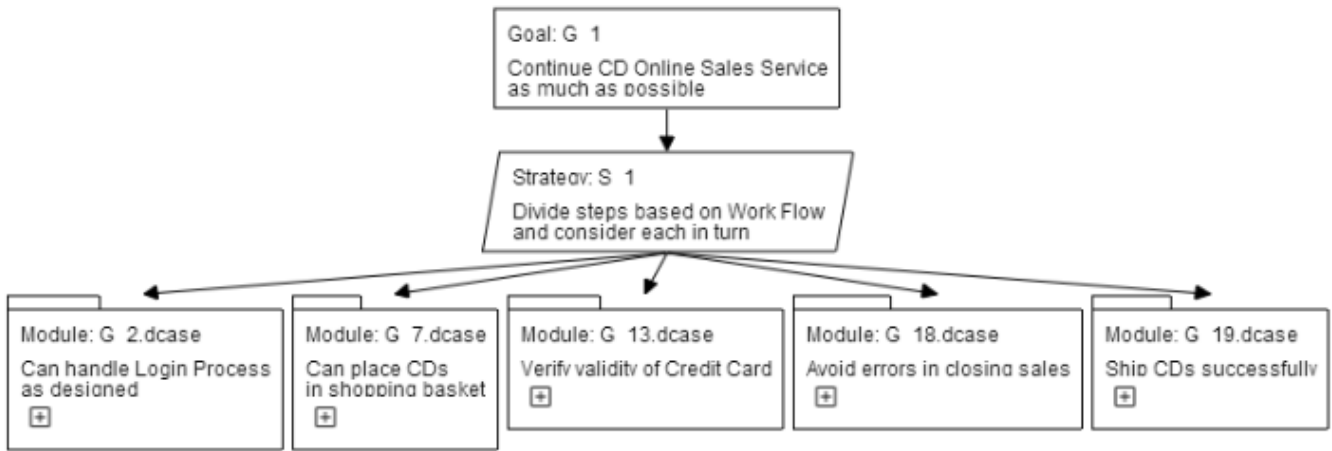 Goal: G 1
Continue CD Online Sales Service
as much as possible
Strategy: S 1
Divide steps based on Work Flow
and consider each in turn
Module: G 2.dcase
Can handle Login Process
as designed
Module: G 7.dcase
Can place CDs
in shopping basket
Module: G 13.dcase
Verify validity of Credit Card
Module: G 18.dcase
Avoid errors in closing sales
Module: G 19.dcase
Ship CDs successfully